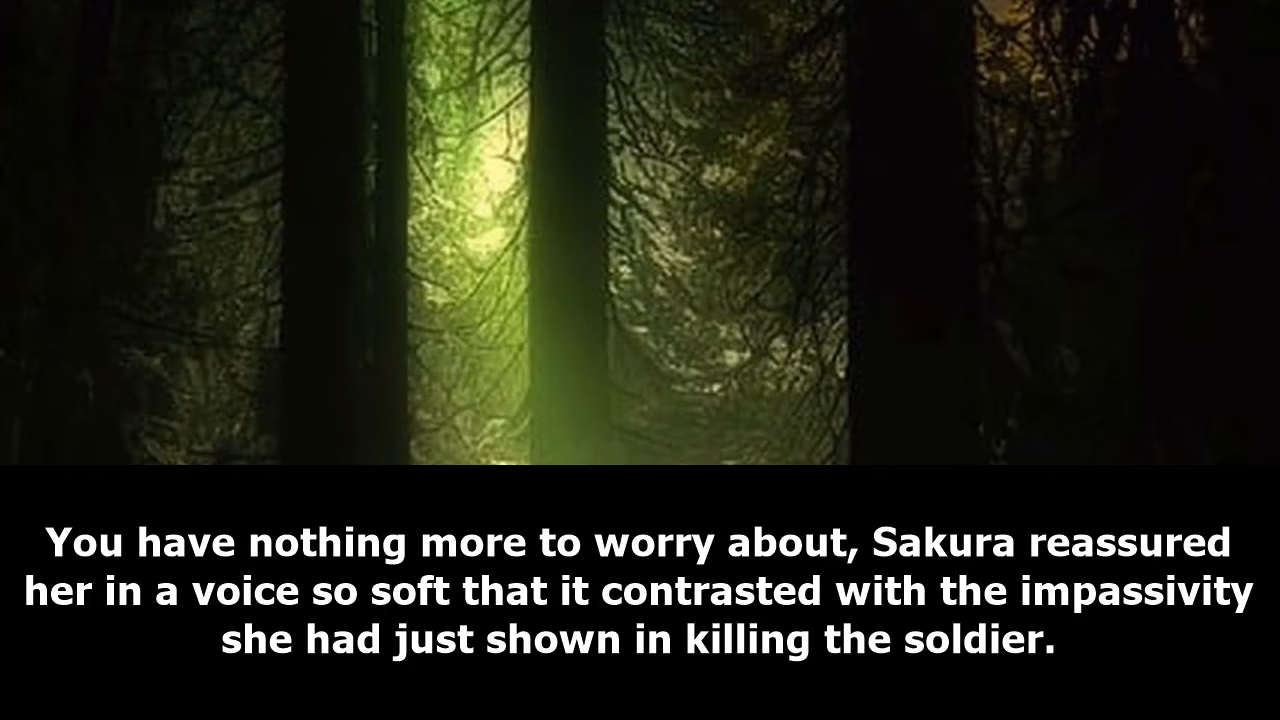 You have nothing more to worry about, Sakura reassured
her in a voice so soft that it contrasted with the impassivity
she had just shown in killing the soldier.